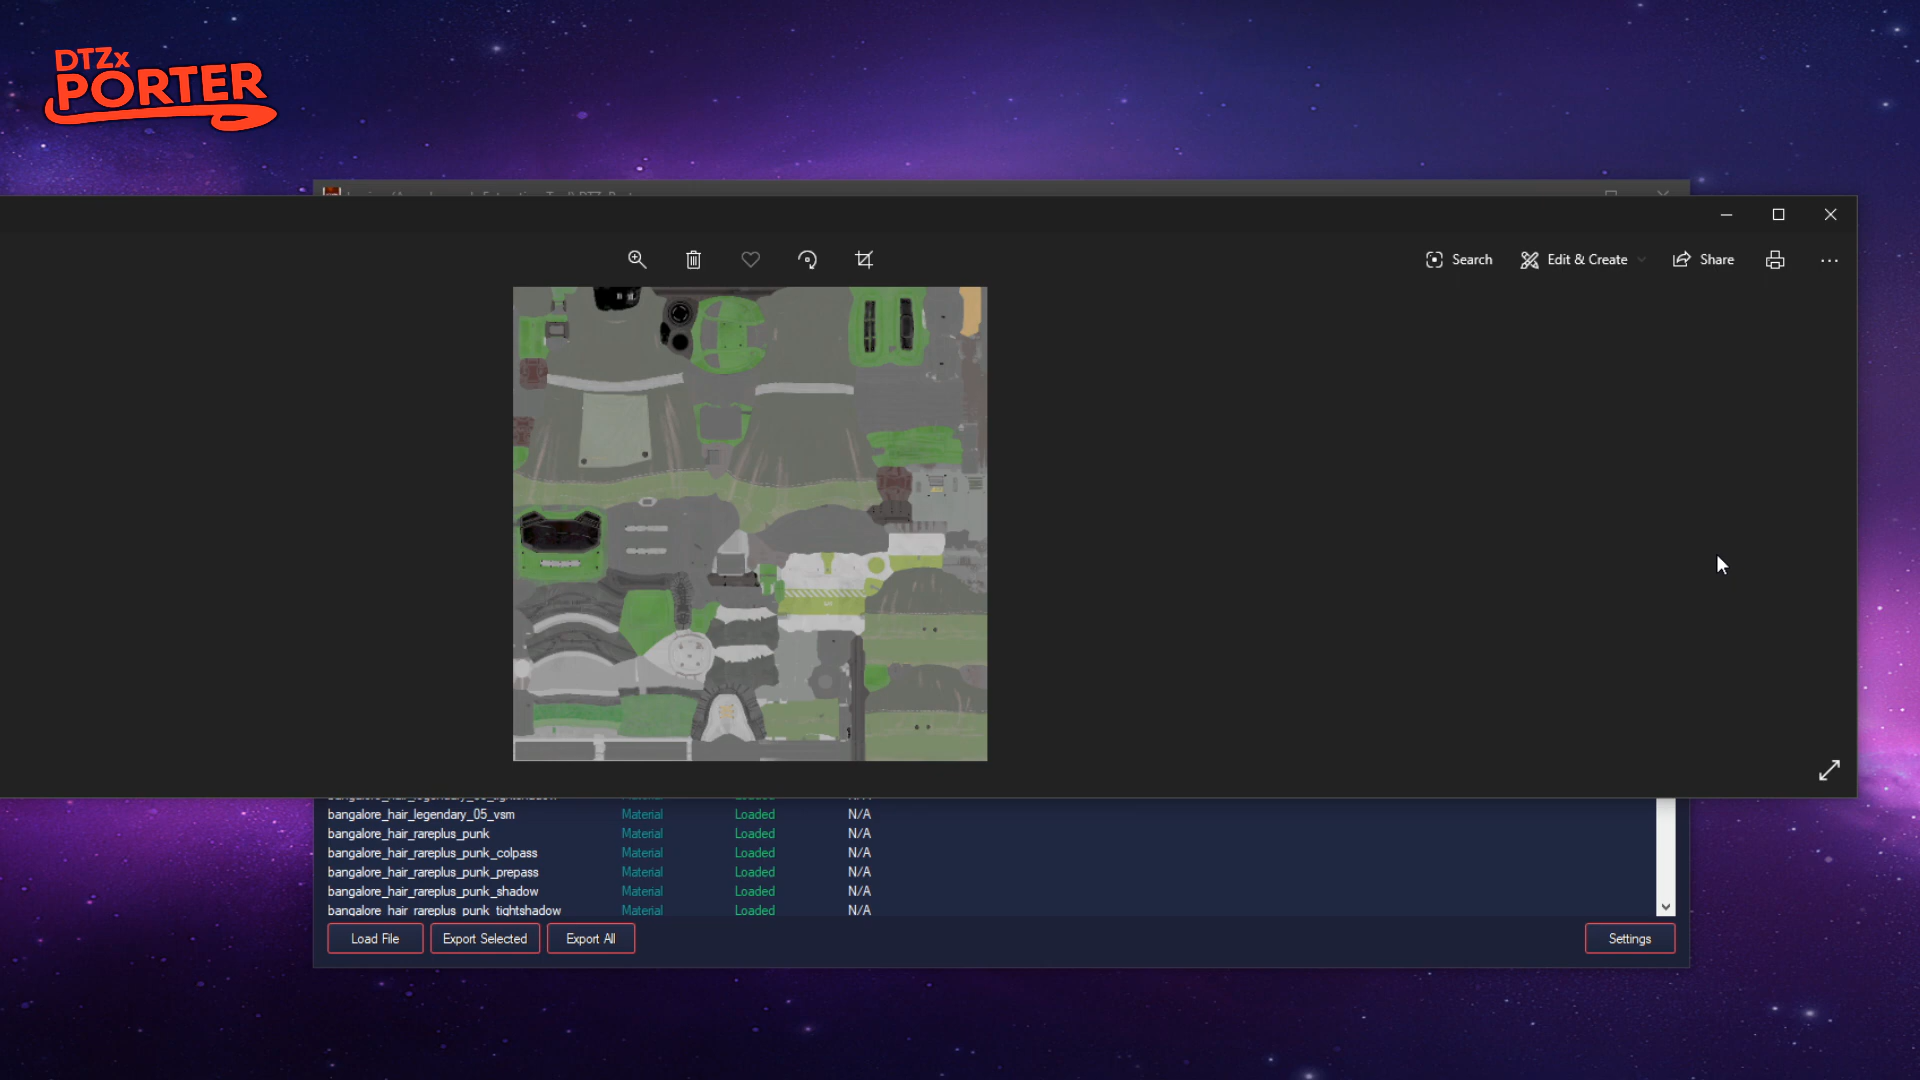 DTZx
PORTER
Search
Edit & Create
Share
bangalore_hair_legendary_05_vsm Material Loaded N/A
bangalore_hair_rareplus_punk Material Loaded N/A
bangalore_hair_rareplus_punk_colpass Material Loaded N/A
bangalore_hair_rareplus_punk_prepass Material Loaded N/A
bangalore_hair_rareplus_punk_shadow Material Loaded N/A
bangalore_hair_rareplus_punk_tightshadow Material Loaded N/A
Load File
Export Selected
Export All
Settings